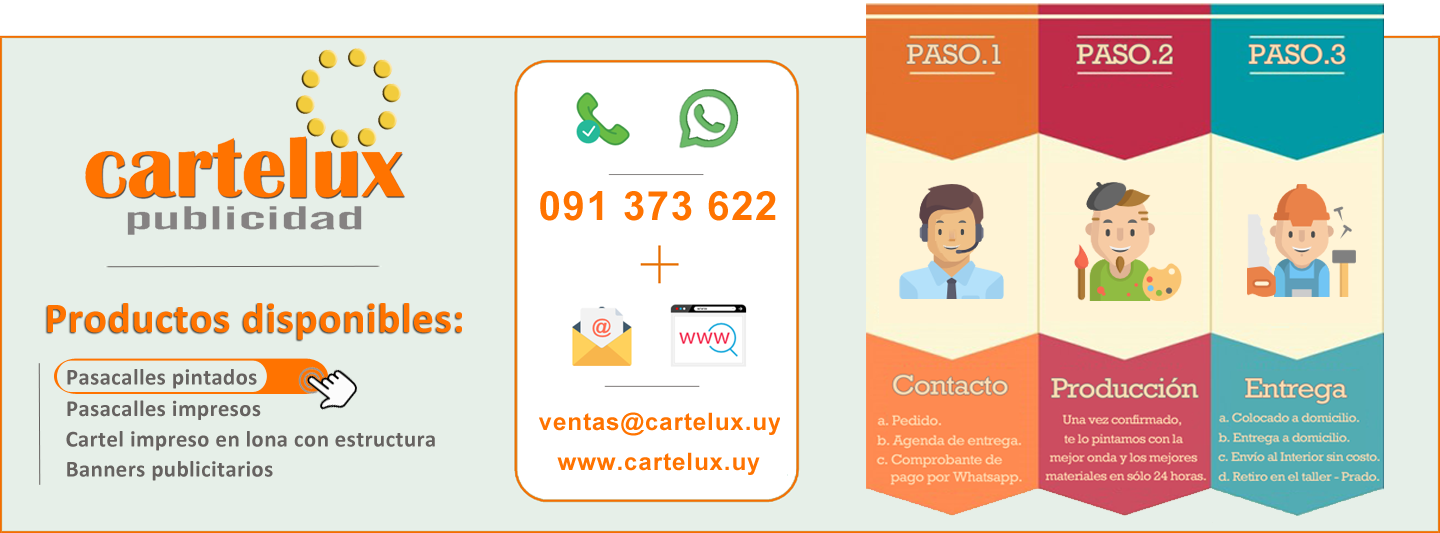 cartelux
publicidad
Productos disponibles:
Pasacalles pintados
Pasacalles impresos
Cartel impreso en lona con estructura
Banners publicitarios
091 373 622
@
www
ventas@cartelux.uy
www.cartelux.uy
PASO.1
Contacto
a. Pedido.
b. Agenda de entrega.
c. Comprobante de
pago por Whatsapp.
PASO.2
Producción
Una vez confirmado,
te lo pintamos con la
mejor onda y los mejores
materiales en sólo 24 horas.
PASO.3
Entrega
a. Colocado a domicilio.
b. Entrega a domicilio.
c. Envío al Interior sin costo.
d. Retiro en el taller - Prado.